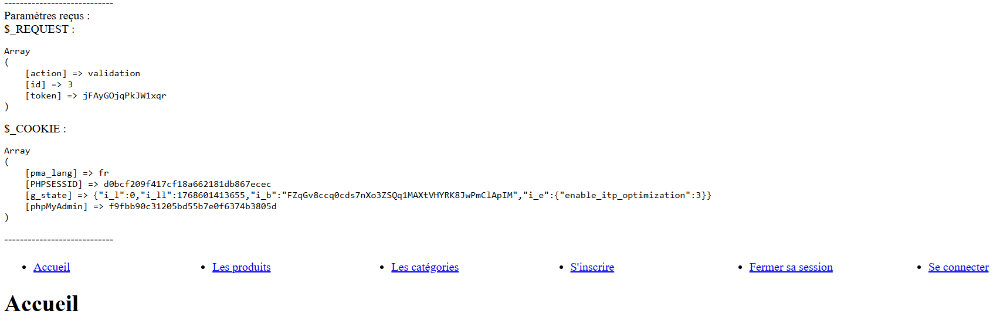 ----------------------------
Paramètres reçus :
$_REQUEST :
Array
(
    [action] => validation
    [id] => 3
    [token] => jFAyGOjqPkJW1xqr
)
$_COOKIE :
Array
(
    [pma_lang] => fr
    [PHPSESSID] => d0bcf209f417cf18a662181db867ecec
    [g_state] => {"i_l":0,"i_ll":1768601413655,"i_b":"FZqGv8ccq0cds7nXo3ZSQq1MAXtVHYRK8JwPmClApIM","i_e":{"enable_itp_optimization":3}}
    [phpMyAdmin] => f9fbb90c31205bd55b7e0f6374b3805d
)
----------------------------
• Accueil • Les produits • Les catégories • S'inscrire • Fermer sa session • Se connecter
Accueil